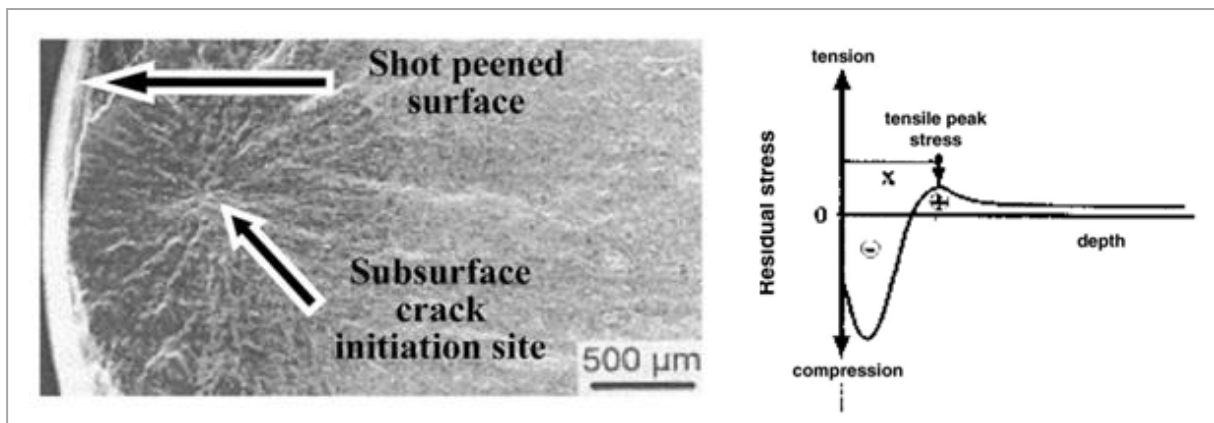 Shot peened
surface
Subsurface
crack
initiation site
500 μm
tension
tensile peak
stress
x
+
0
-
depth
Residual stress
compression